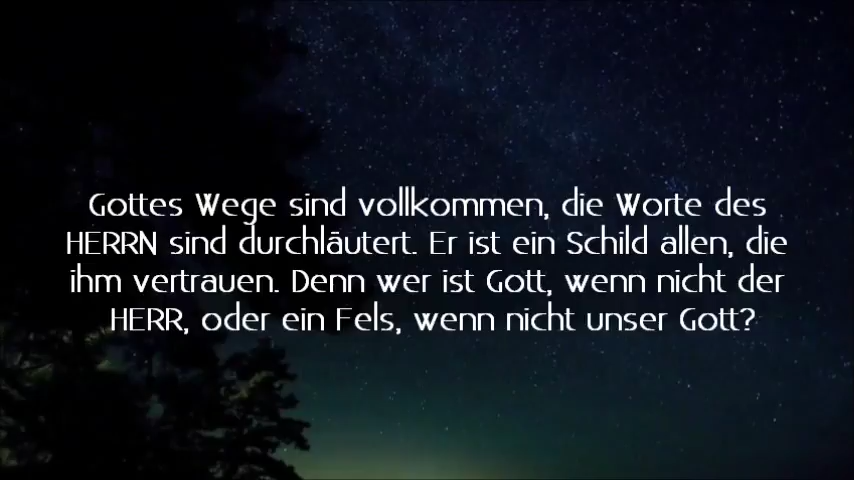 Gottes Wege sind vollkommen, die Worte des
HERRN sind durchläutert. Er ist ein Schild allen, die
ihm vertrauen. Denn wer ist Gott, wenn nicht der
HERR, oder ein Fels, wenn nicht unser Gott?